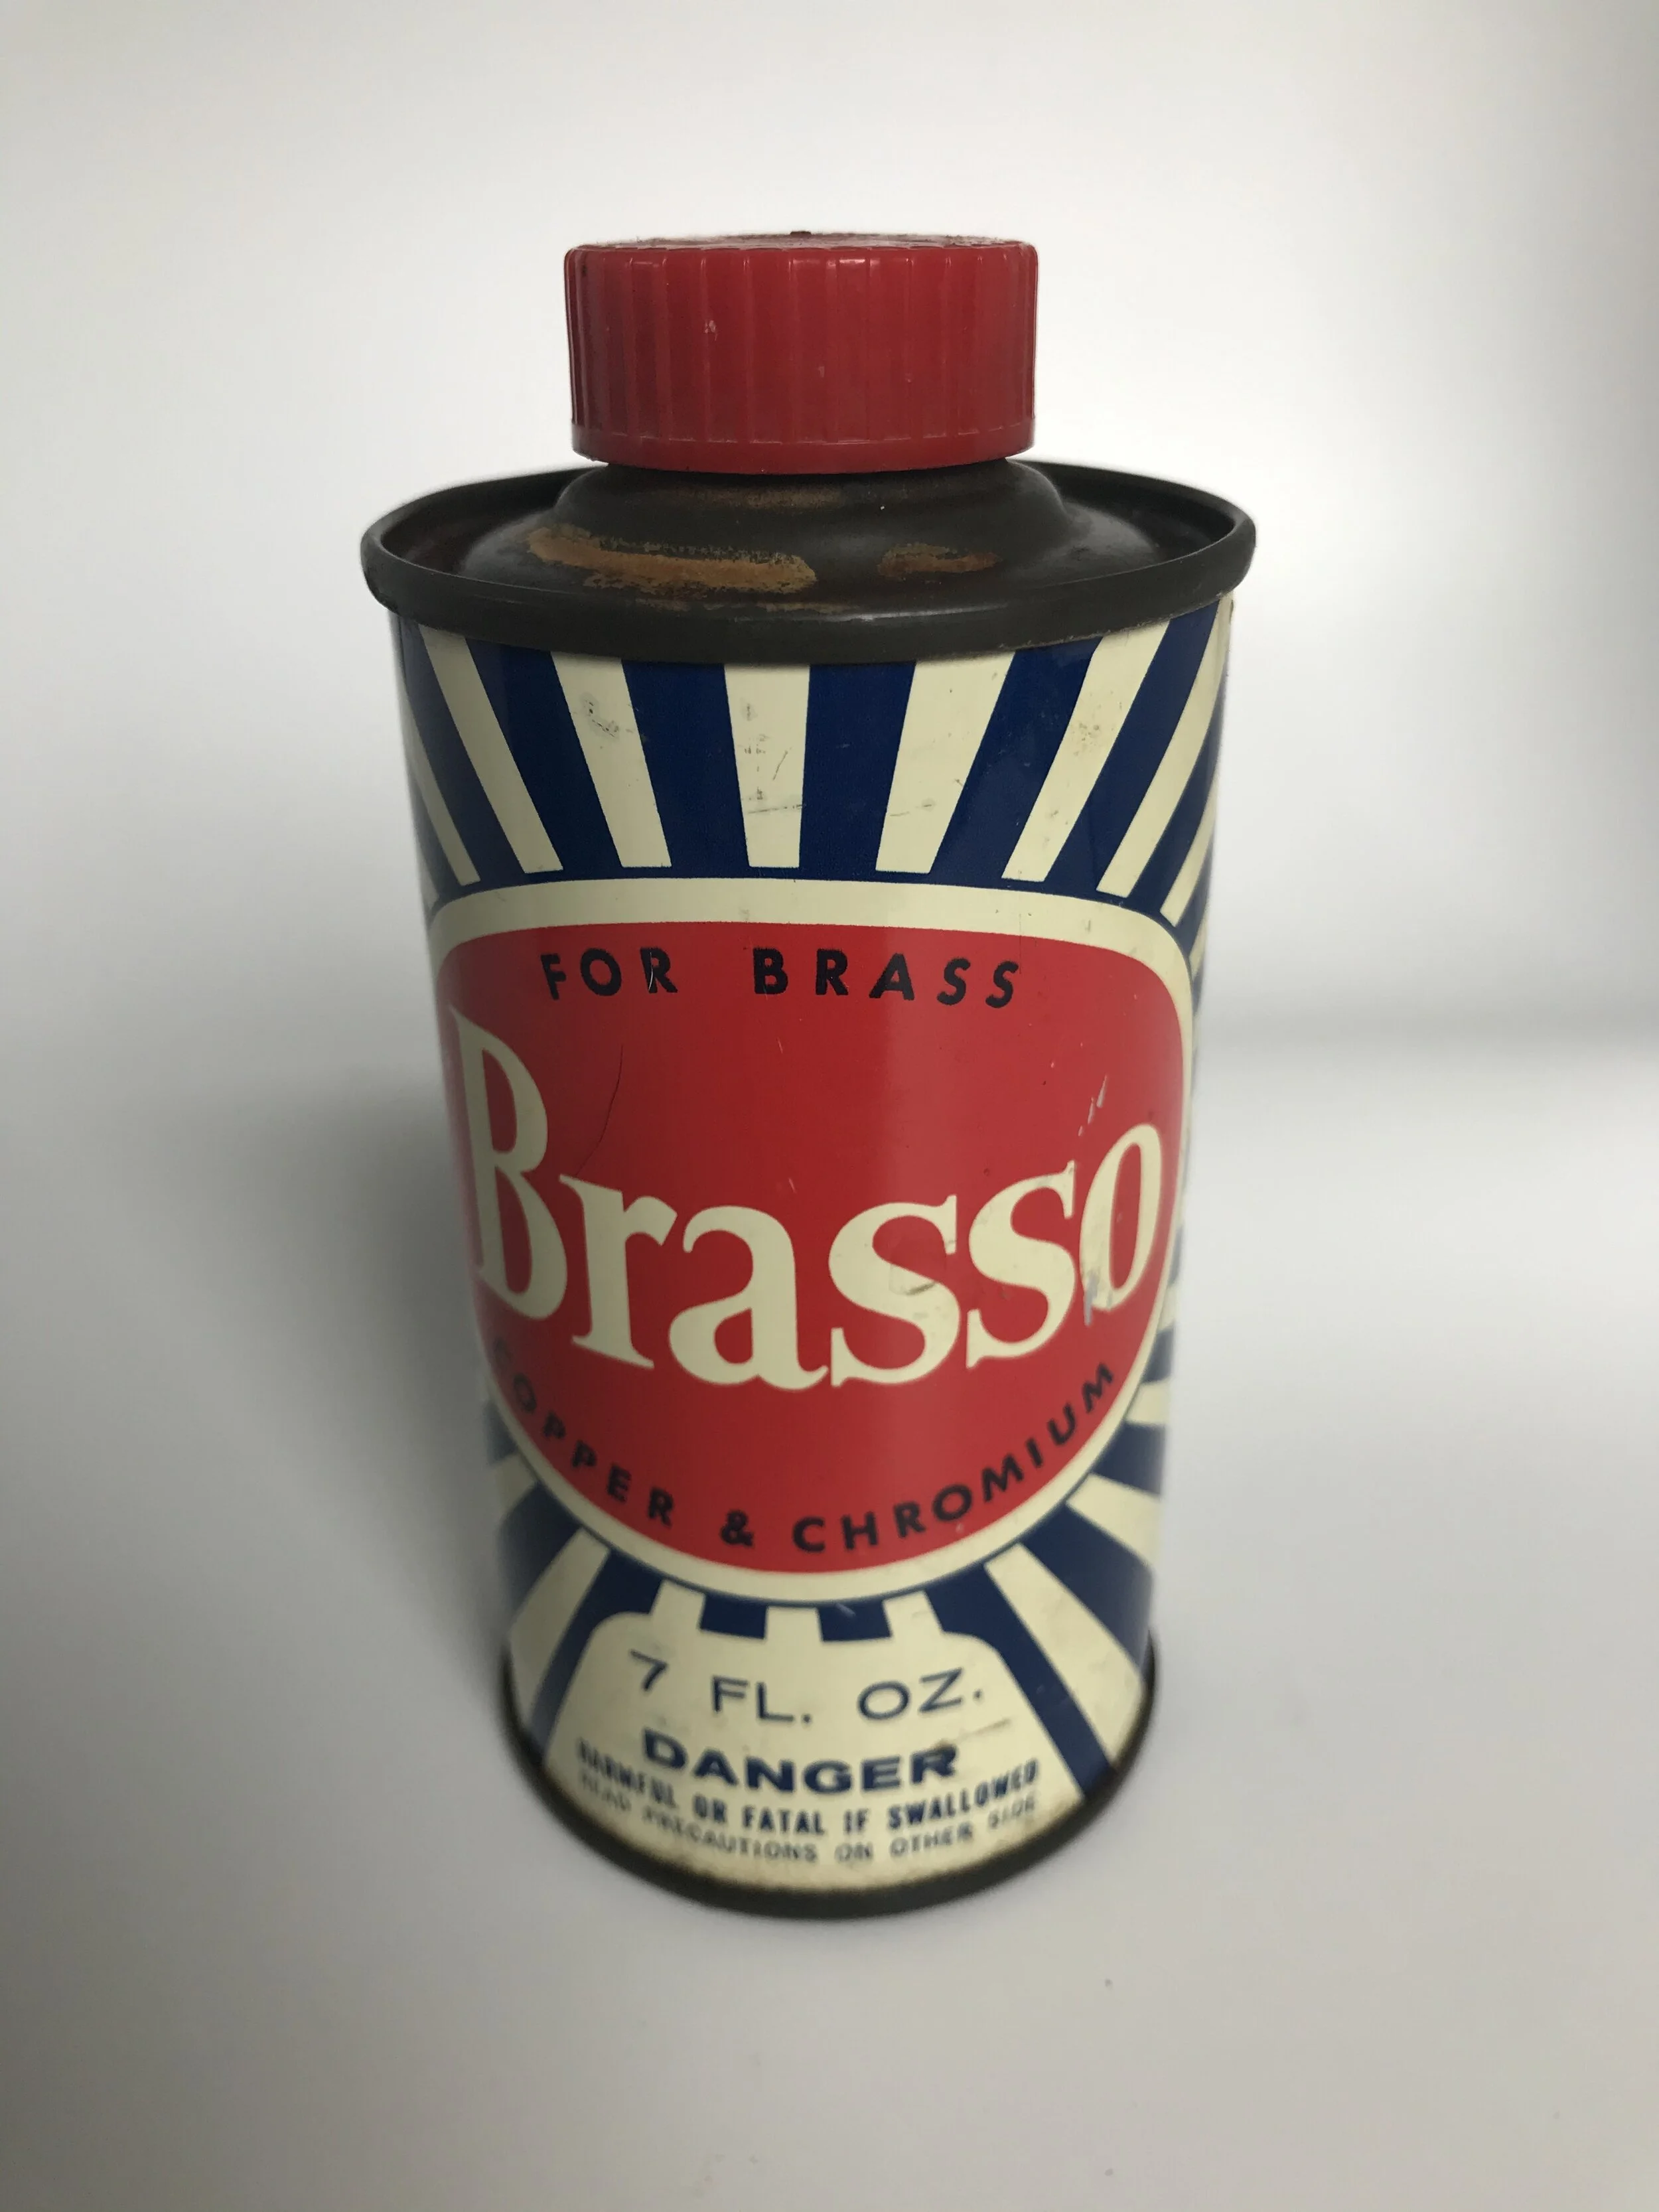 FOR BRASS
Brasso
COPPER & CHROMIUM
7 FL. OZ.
DANGER
HARMFUL OR FATAL IF SWALLOWED
READ PRECAUTIONS ON OTHER SIDE